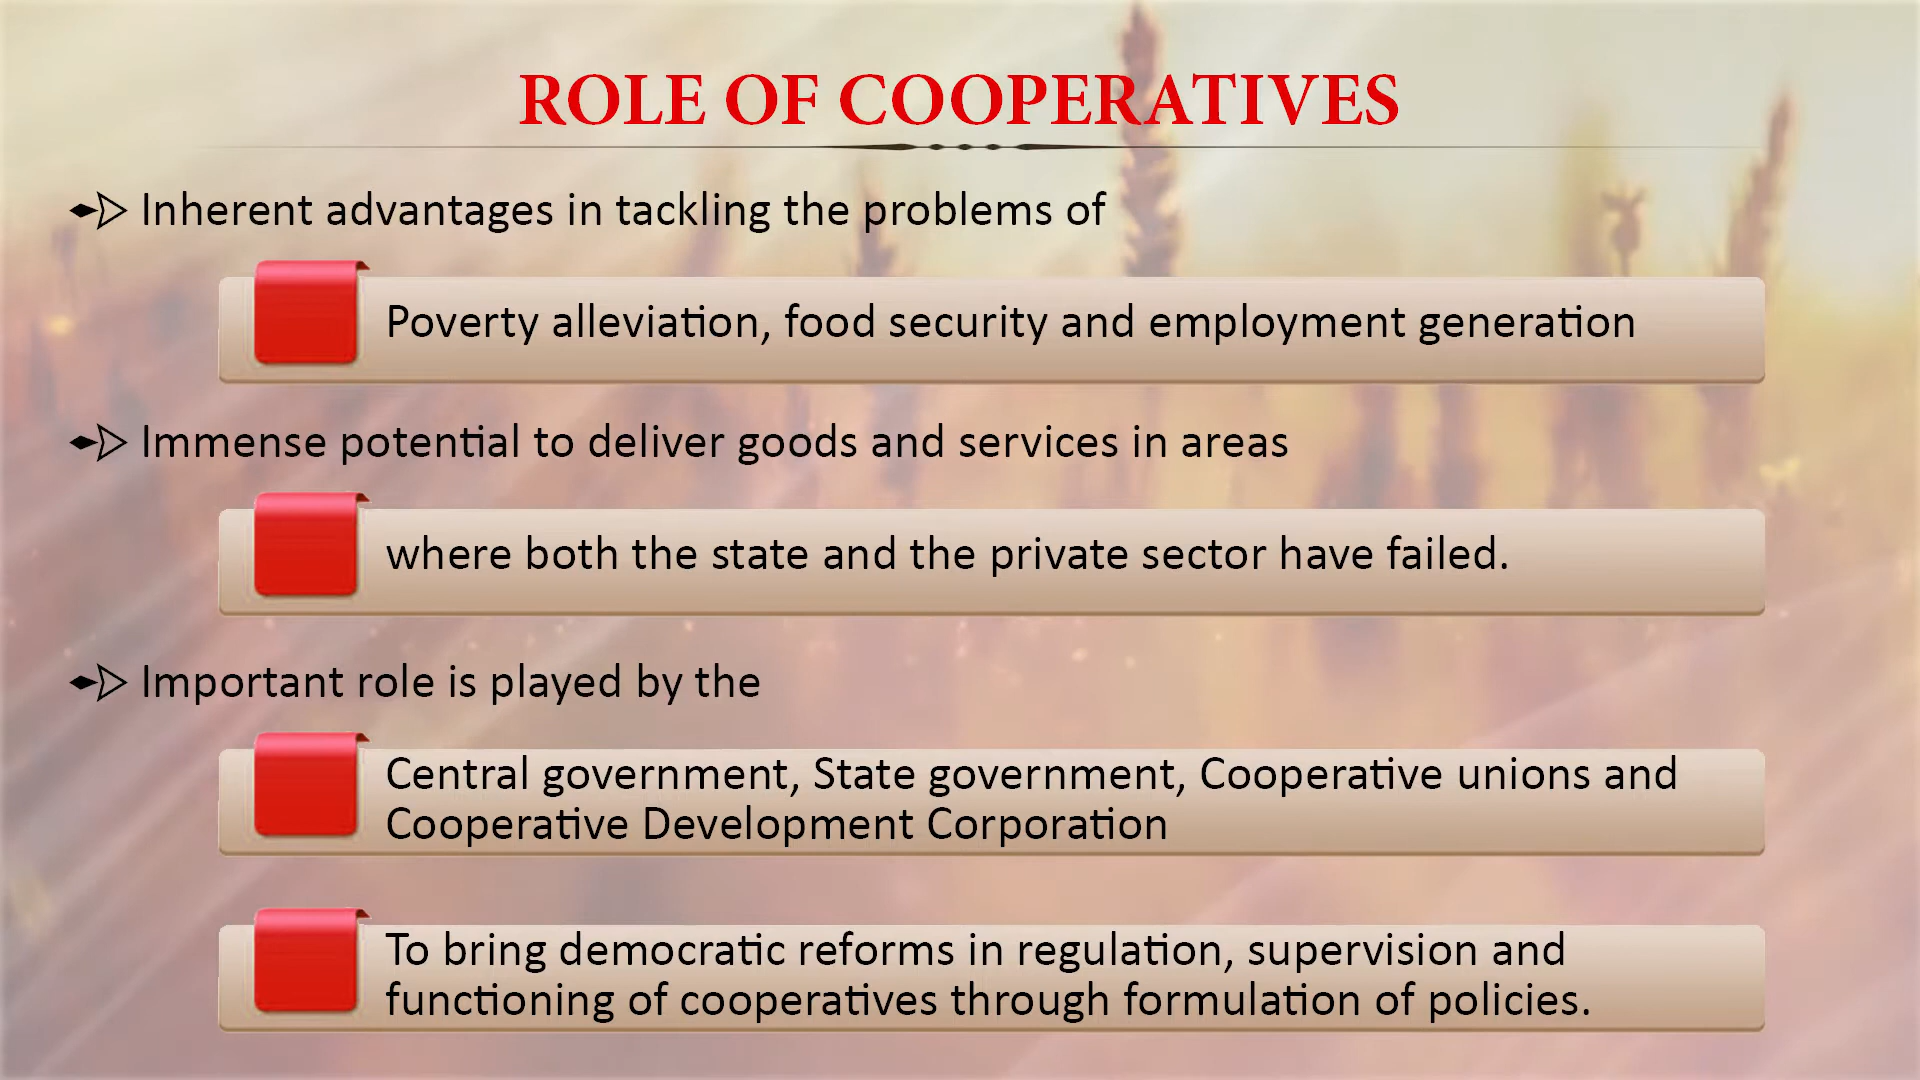 ROLE OF COOPERATIVES
Inherent advantages in tackling the problems of
Poverty alleviation, food security and employment generation
Immense potential to deliver goods and services in areas
where both the state and the private sector have failed.
Important role is played by the
Central government, State government, Cooperative unions and
Cooperative Development Corporation
To bring democratic reforms in regulation, supervision and
functioning of cooperatives through formulation of policies.